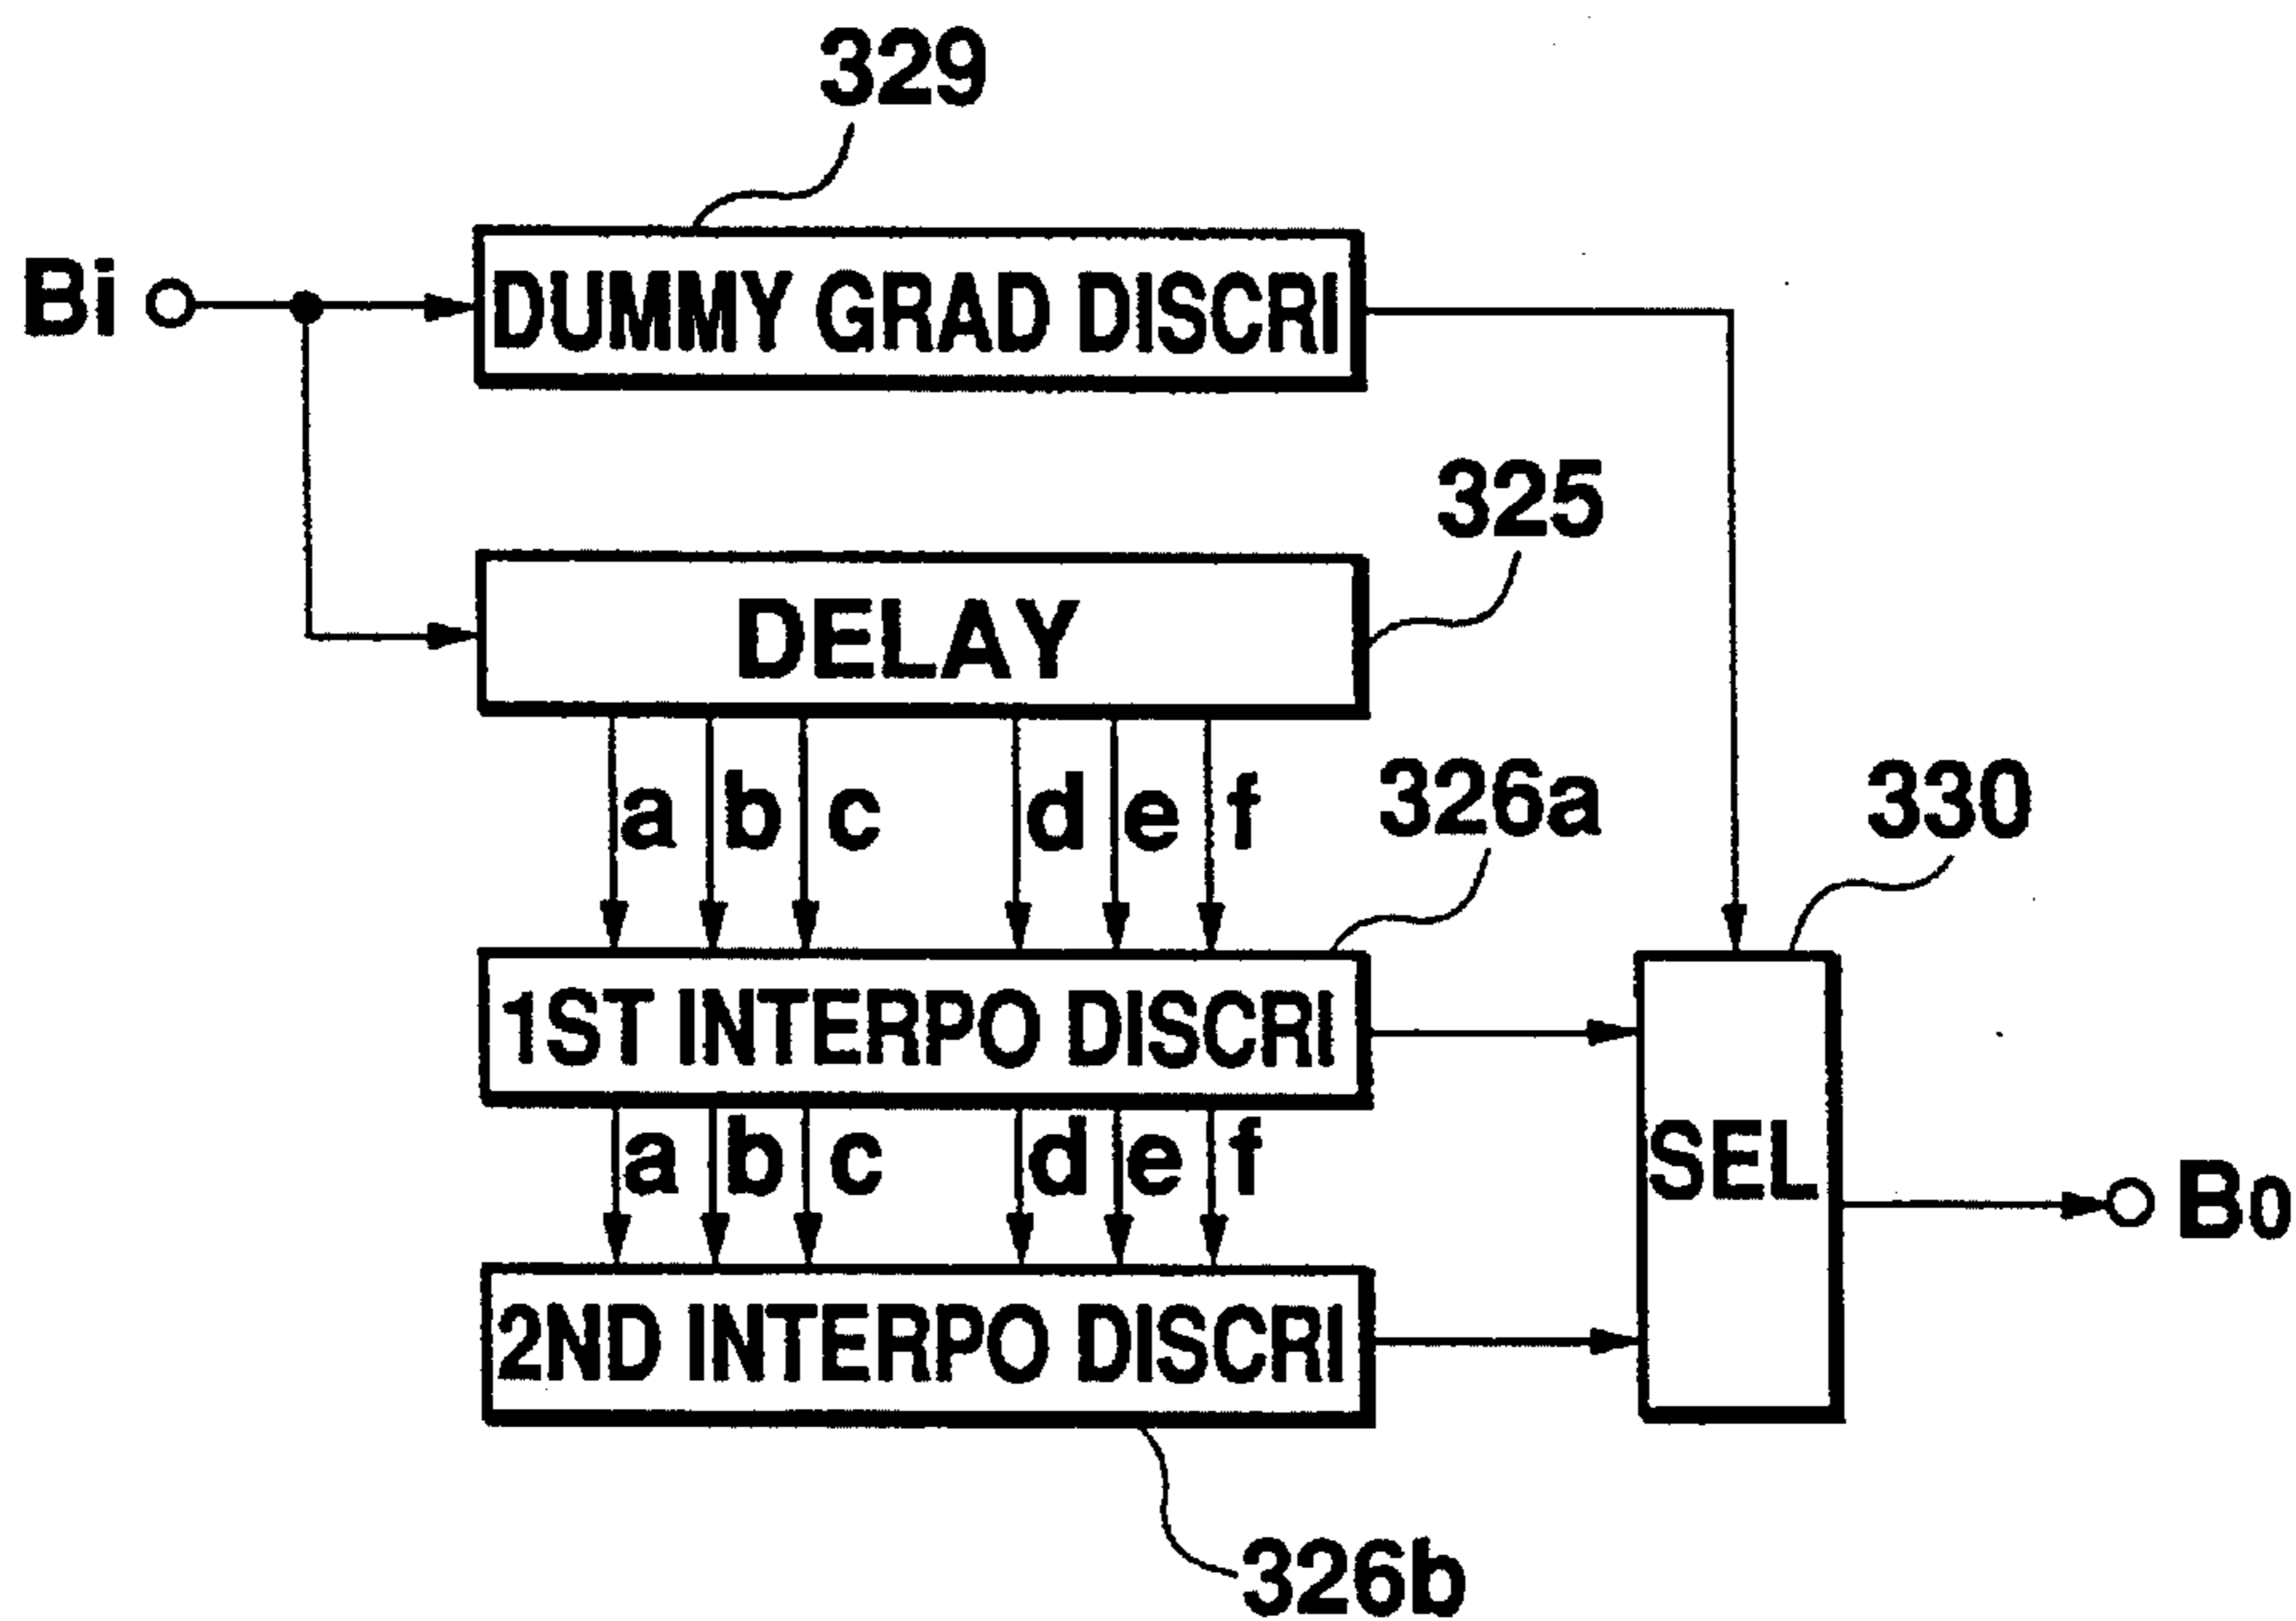 329
Bi
DUMMY GRAD DISCRI
325
DELAY
a b c d e f
326a
330
1ST INTERPO DISCRI
a b c d e f
SEL
Bo
2ND INTERPO DISCRI
326b